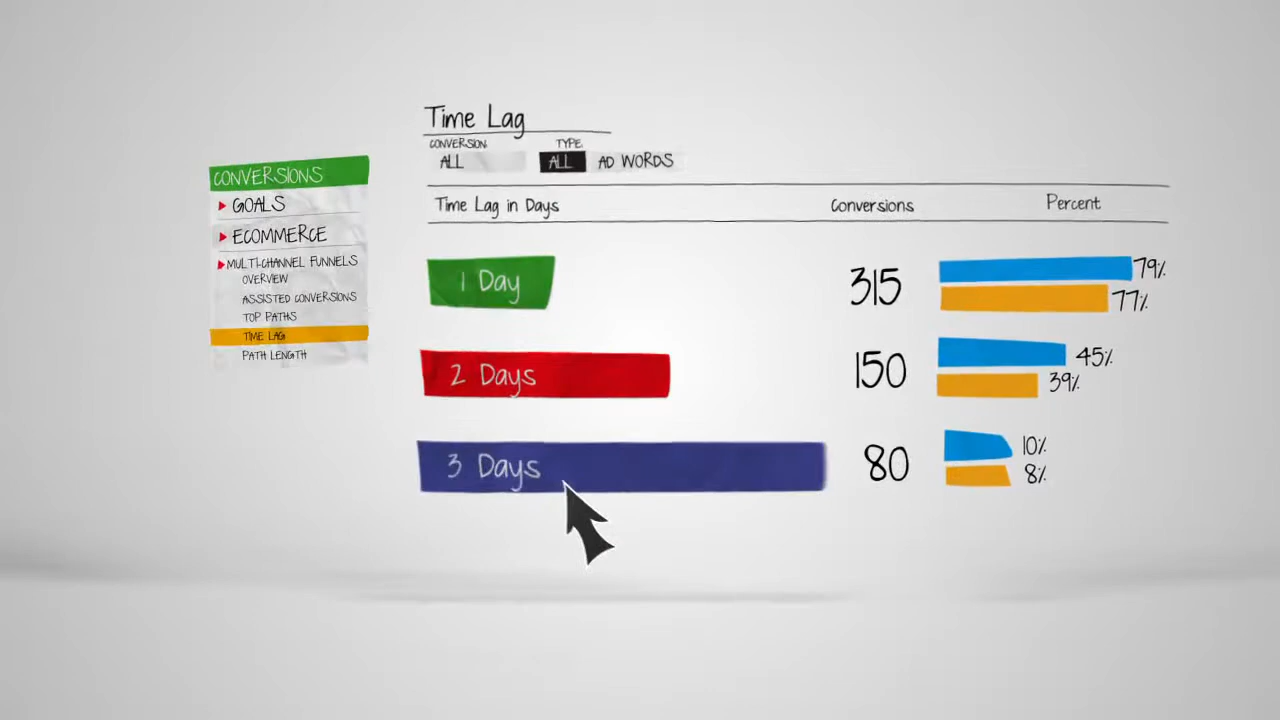 Time Lag
CONVERSION:
TYPE:
ALL
ALL
AD WORDS
CONVERSIONS
GOALS
ECOMMERCE
MULTI-CHANNEL FUNNELS
OVERVIEW
ASSISTED CONVERSIONS
TOP PATHS
TIME LAG
PATH LENGTH
Time Lag in Days
Conversions
Percent
1 Day
315
79%
77%
2 Days
150
45%
39%
3 Days
80
10%
8%